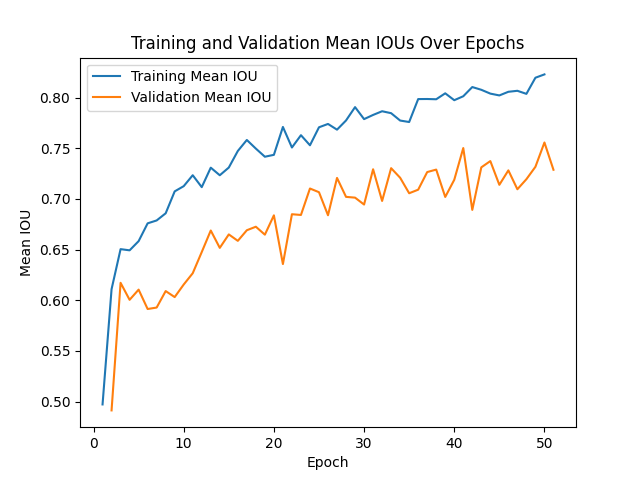 Training and Validation Mean IOUs Over Epochs
Training Mean IOU
Validation Mean IOU
0.80
0.75
0.70
0.65
0.60
0.55
0.50
Mean IOU
0 10 20 30 40 50
Epoch